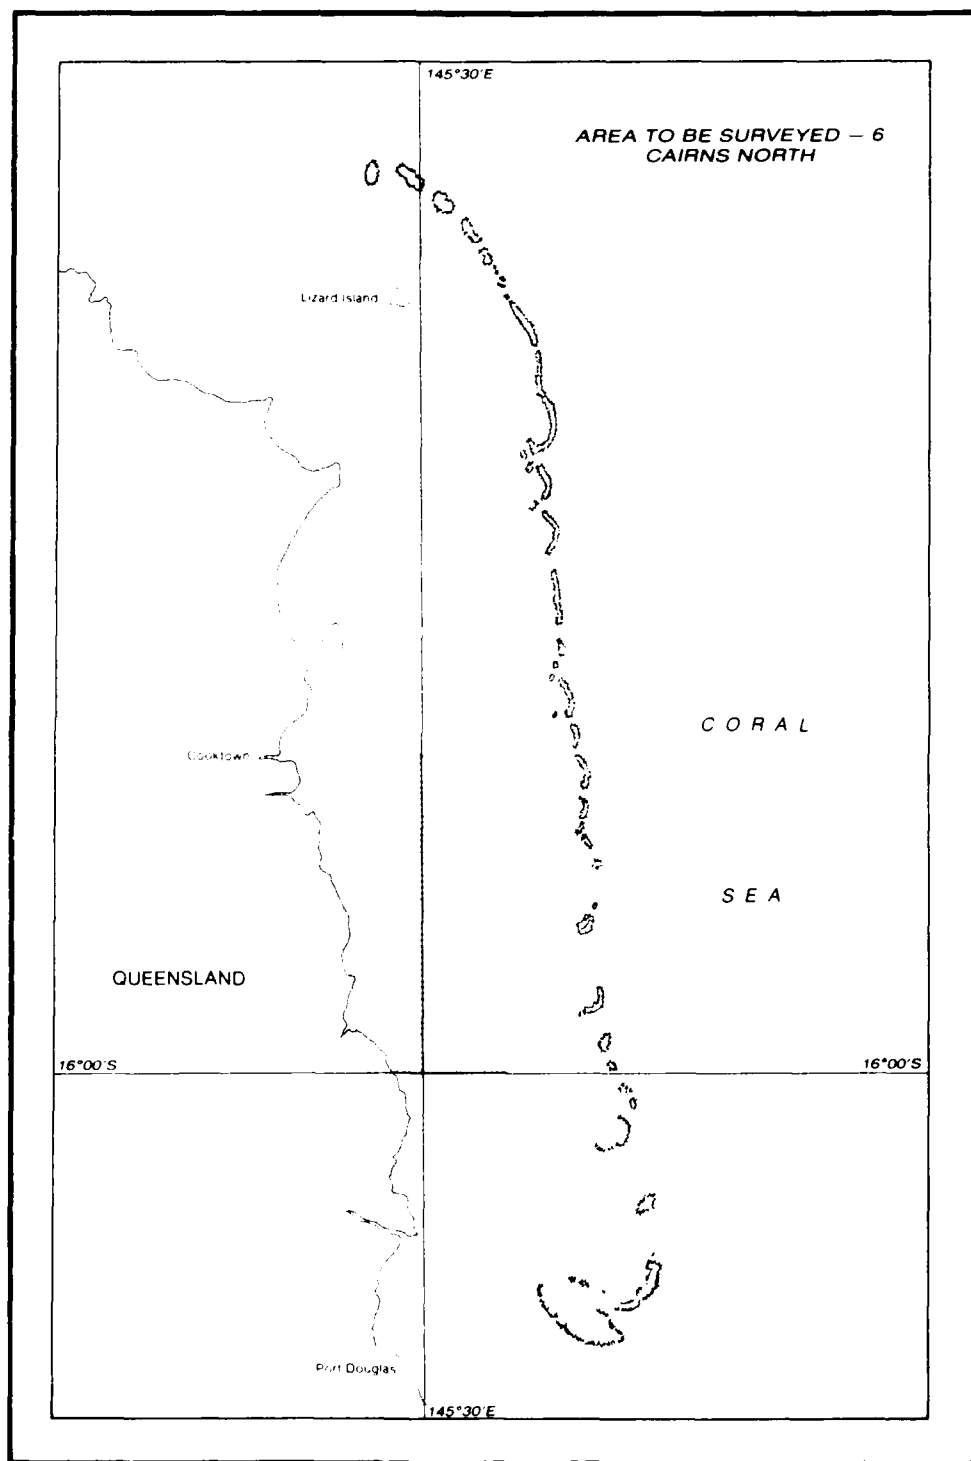 145°30'E
AREA TO BE SURVEYED – 6
CAIRNS NORTH
Lizard Island
CORAL
Cooktown
SEA
QUEENSLAND
16°00'S
16°00'S
Port Douglas
145°30'E